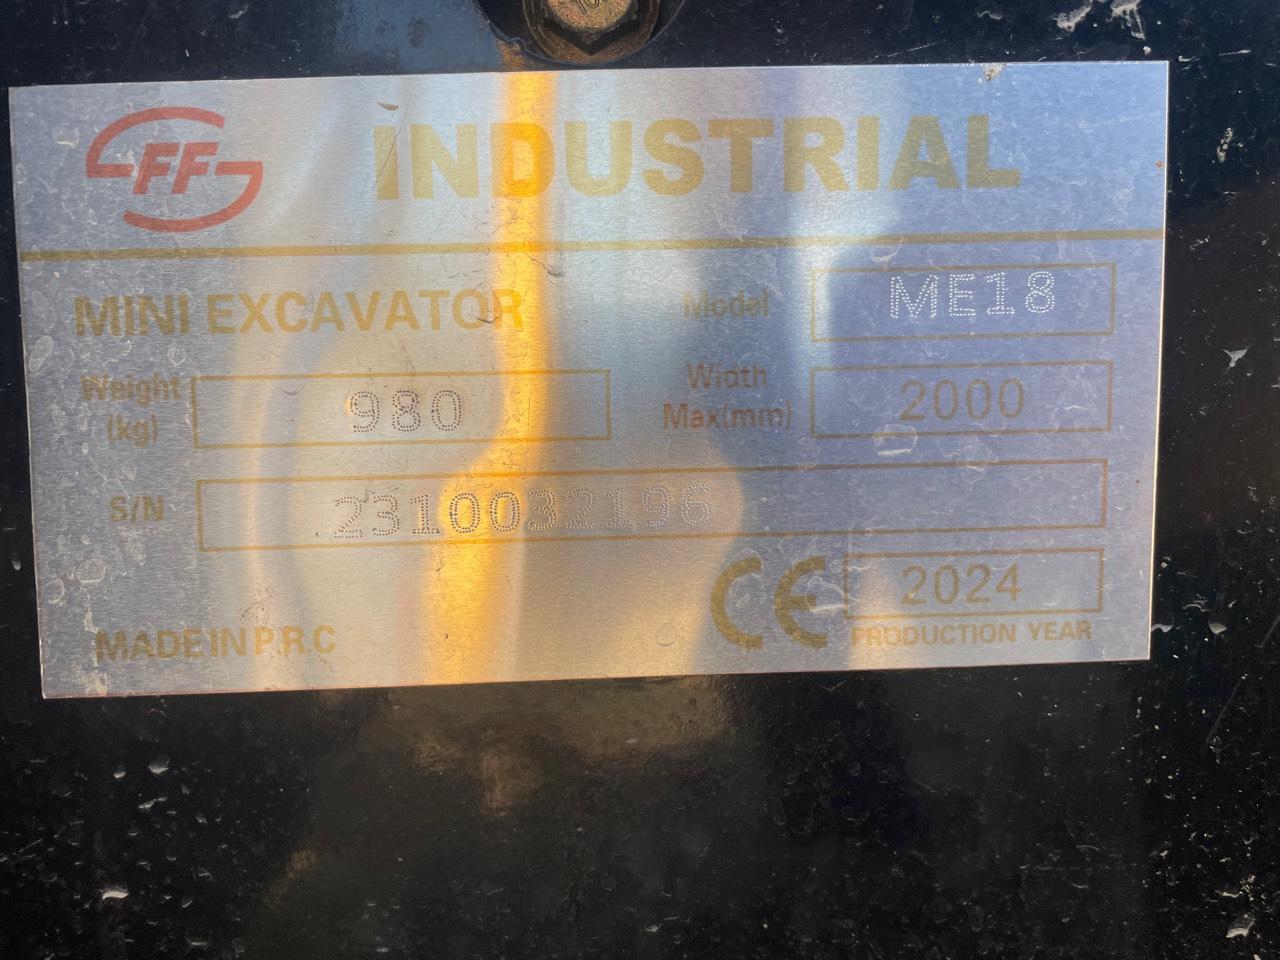 FF INDUSTRIAL
MINI EXCAVATOR Model ME18
Weight (kg) 980 Width Max(mm) 2000
S/N 2310032196
CE 2024
MADE IN P.R.C PRODUCTION YEAR